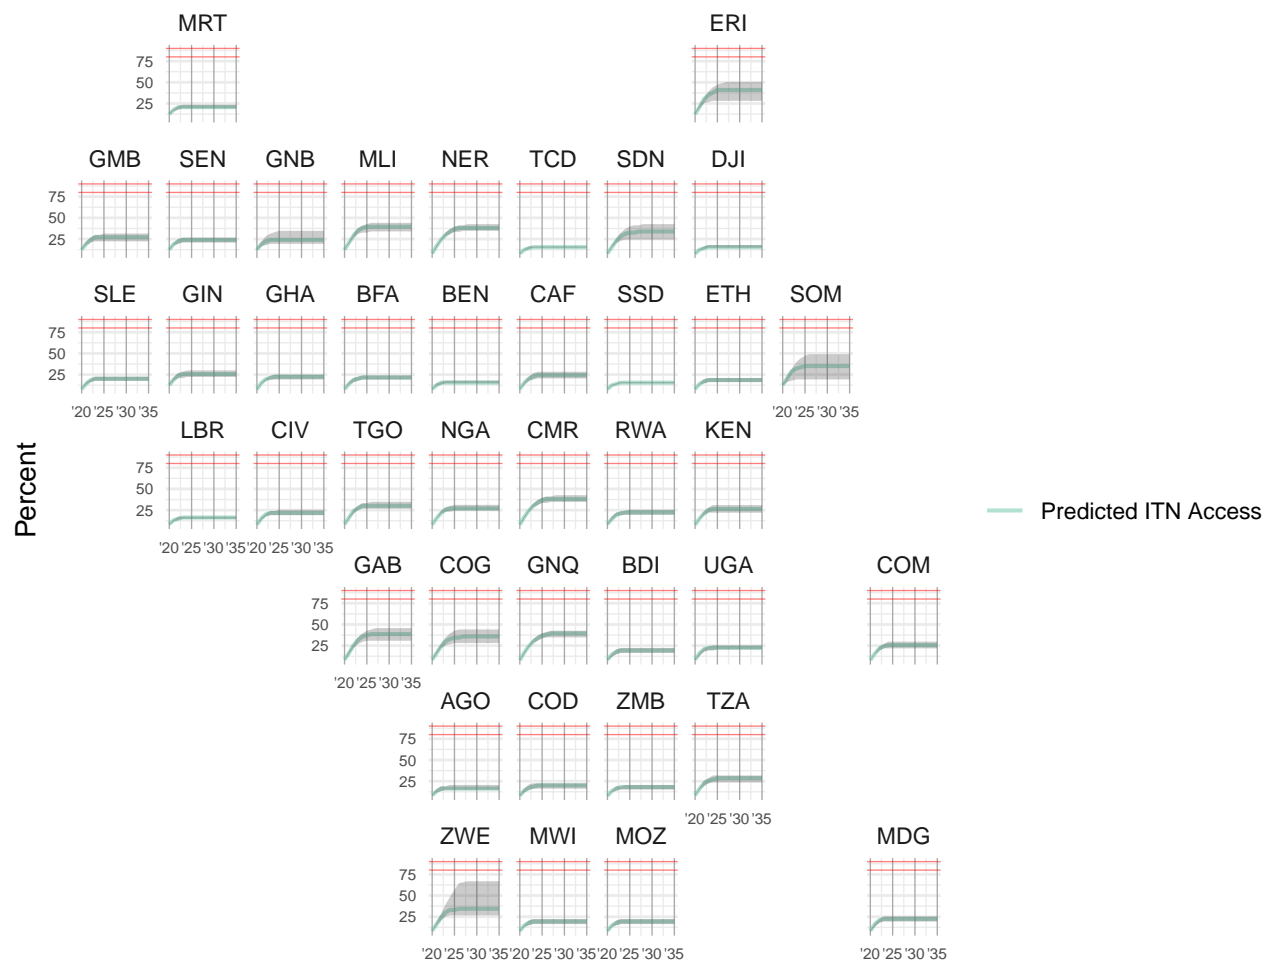 MRT ERI
75
50
25
GMB SEN GNB MLI NER TCD SDN DJI
75
50
25
SLE GIN GHA BFA BEN CAF SSD ETH SOM
75
50
25
'20 '25 '30 '35 '20 '25 '30 '35
LBR CIV TGO NGA CMR RWA KEN
75
50
25
'20 '25 '30 '35 '20 '25 '30 '35
GAB COG GNQ BDI UGA COM
75
50
25
'20 '25 '30 '35
AGO COD ZMB TZA
75
50
25
'20 '25 '30 '35
ZWE MWI MOZ MDG
75
50
25
'20 '25 '30 '35 '20 '25 '30 '35 '20 '25 '30 '35 '20 '25 '30 '35
Percent
Predicted ITN Access